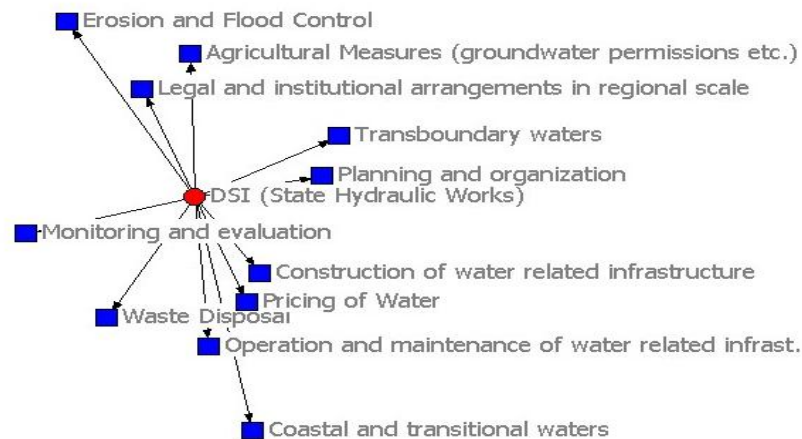 Erosion and Flood Control
Agricultural Measures (groundwater permissions etc.)
Legal and institutional arrangements in regional scale
Transboundary waters
Planning and organization
DSI (State Hydraulic Works)
Monitoring and evaluation
Construction of water related infrastructure
Pricing of Water
Waste Disposal
Operation and maintenance of water related infrast.
Coastal and transitional waters